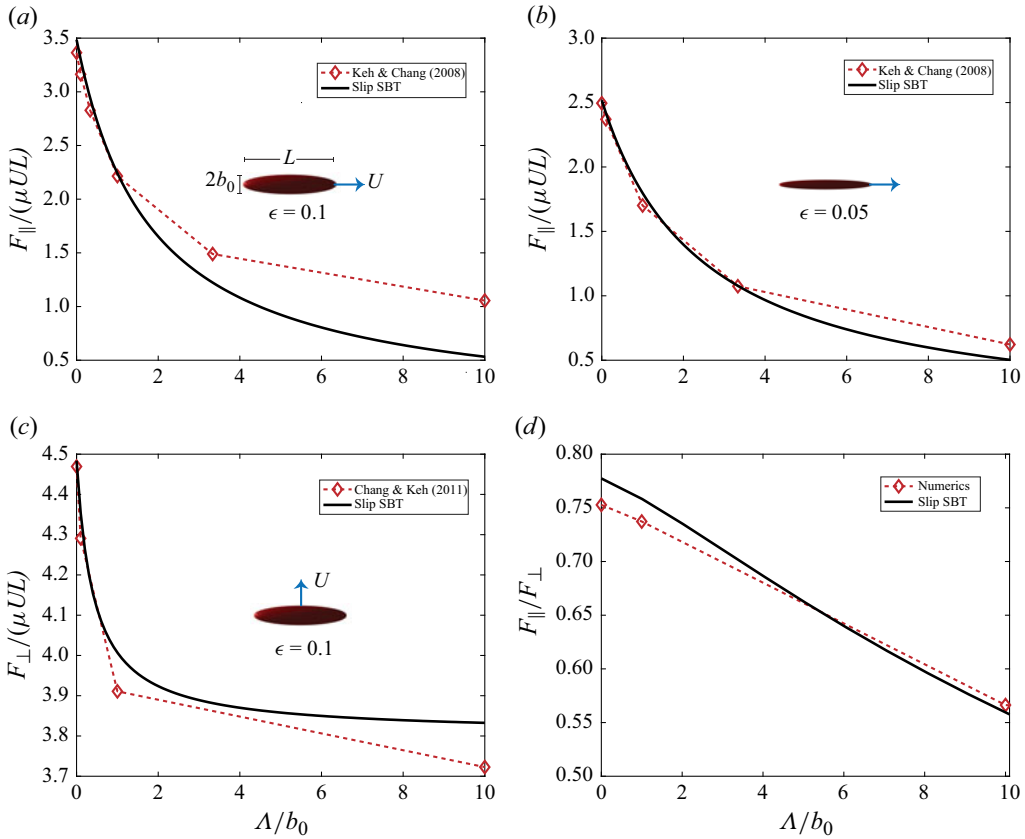 (a)
3.5
3.0
2.5
2.0
1.5
1.0
0.5
F∥/(μUL)
Keh & Chang (2008)
Slip SBT
L
2b₀
U
ϵ = 0.1
0 2 4 6 8 10
(b)
3.0
2.5
2.0
1.5
1.0
0.5
F∥/(μUL)
Keh & Chang (2008)
Slip SBT
ϵ = 0.05
0 2 4 6 8 10
(c)
4.5
4.4
4.3
4.2
4.1
4.0
3.9
3.8
3.7
F⊥/(μUL)
Chang & Keh (2011)
Slip SBT
U
ϵ = 0.1
0 2 4 6 8 10
Λ/b₀
(d)
0.80
0.75
0.70
0.65
0.60
0.55
0.50
F∥/F⊥
Numerics
Slip SBT
0 2 4 6 8 10
Λ/b₀